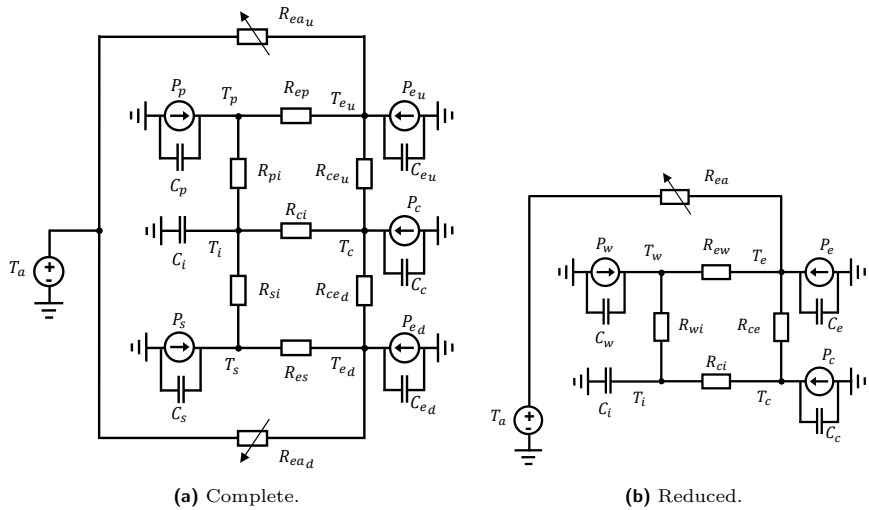 R_{ea_u}
P_p T_p R_{ep} T_{e_u} P_{e_u}
C_p R_{pi} R_{ce_u} C_{e_u}
R_{ci} P_c
C_i T_i T_c C_c
T_a + -
R_{si} R_{ce_d}
P_s P_{e_d}
T_s R_{es} T_{e_d}
C_s C_{e_d}
R_{ea_d}
(a) Complete.
R_{ea}
P_w T_w R_{ew} T_e P_e
C_w R_{wi} R_{ce} C_e
R_{ci} P_c
C_i T_i T_c C_c
T_a + -
(b) Reduced.